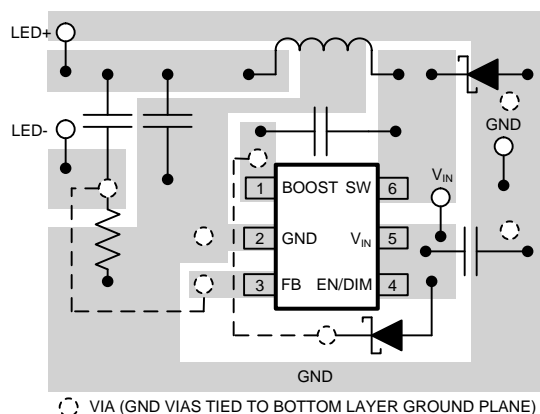 LED+
LED-
GND
VIN
1 BOOST SW 6
2 GND VIN 5
3 FB EN/DIM 4
GND
VIA (GND VIAS TIED TO BOTTOM LAYER GROUND PLANE)